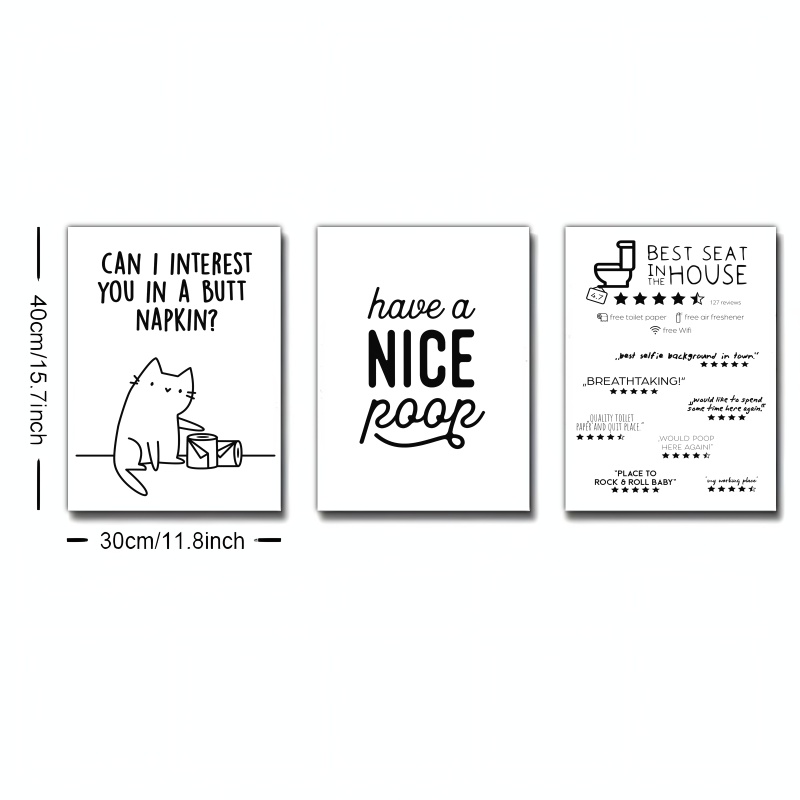 40cm/15.7inch
30cm/11.8inch
CAN I INTEREST
YOU IN A BUTT
NAPKIN?
have a
NICE
poop
BEST SEAT
IN THE HOUSE
4.7
127 reviews
free toilet paper
free air freshener
free Wifi
„best selfie background in town."
„BREATHTAKING!"
„would like to spend
some time here again."
„QUALITY TOILET
PAPER AND QUIT PLACE."
„WOULD POOP
HERE AGAIN!"
"PLACE TO
ROCK & ROLL BABY"
"my working place"